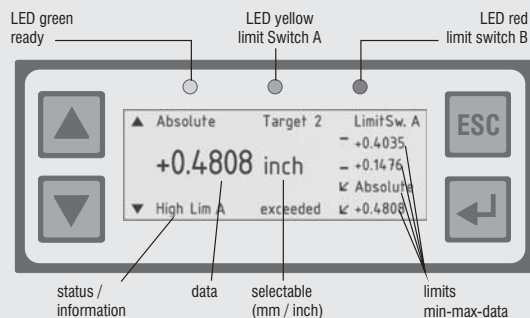 LED green
ready
LED yellow
limit Switch A
LED red
limit switch B
▲ Absolute Target 2 LimitSw. A
+0.4808 inch
– +0.4035
– +0.1476
↙ Absolute
▼ High Lim A exceeded ↙ +0.4808
ESC
status /
information
data
selectable
(mm / inch)
limits
min-max-data